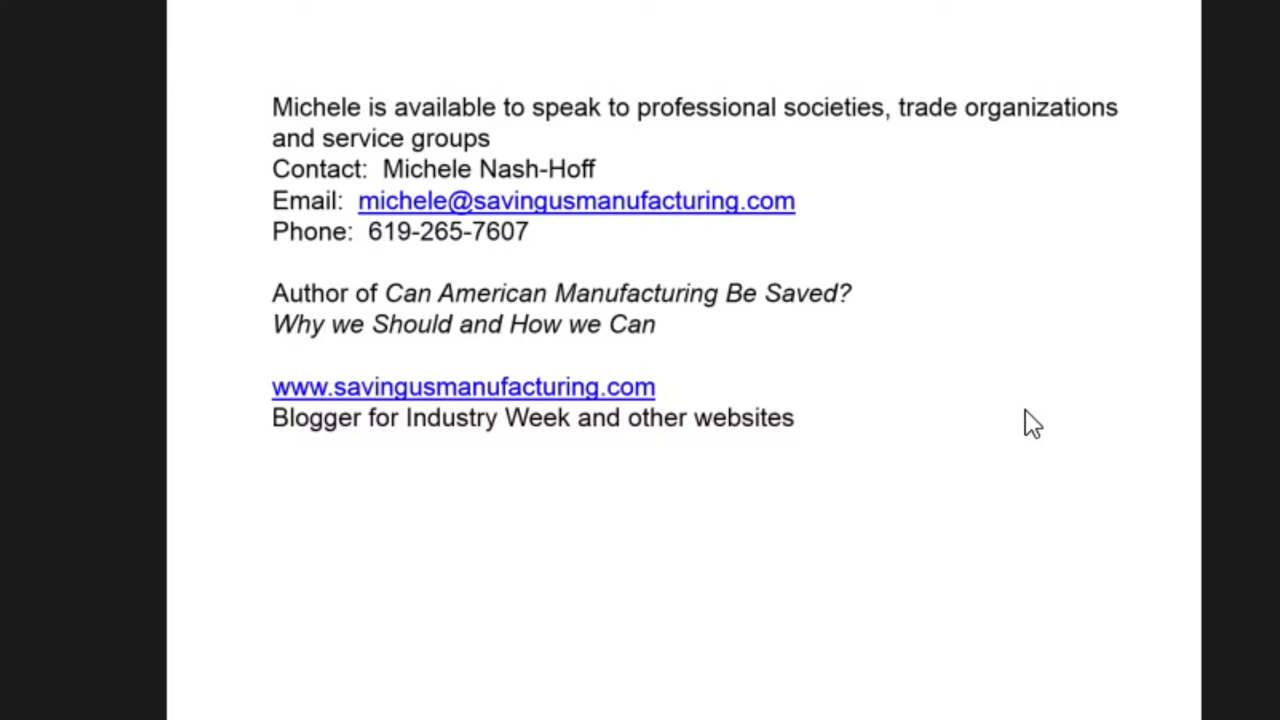 Michele is available to speak to professional societies, trade organizations
and service groups
Contact:  Michele Nash-Hoff
Email:  michele@savingusmanufacturing.com
Phone:  619-265-7607
Author of Can American Manufacturing Be Saved?
Why we Should and How we Can
www.savingusmanufacturing.com
Blogger for Industry Week and other websites